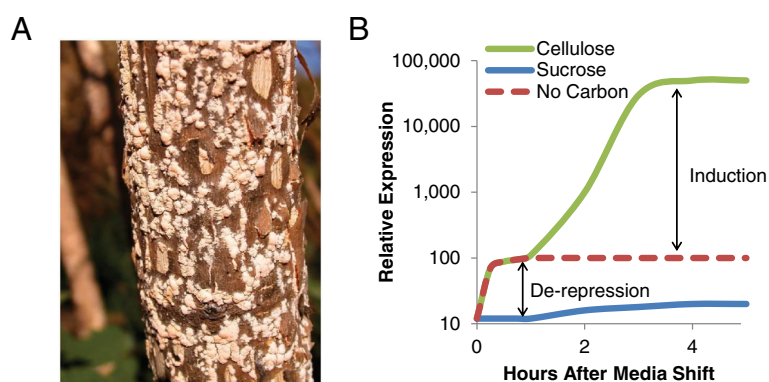 A
B
Cellulose
Sucrose
No Carbon
100,000
10,000
1,000
100
10
Relative Expression
Induction
De-repression
0
2
4
Hours After Media Shift